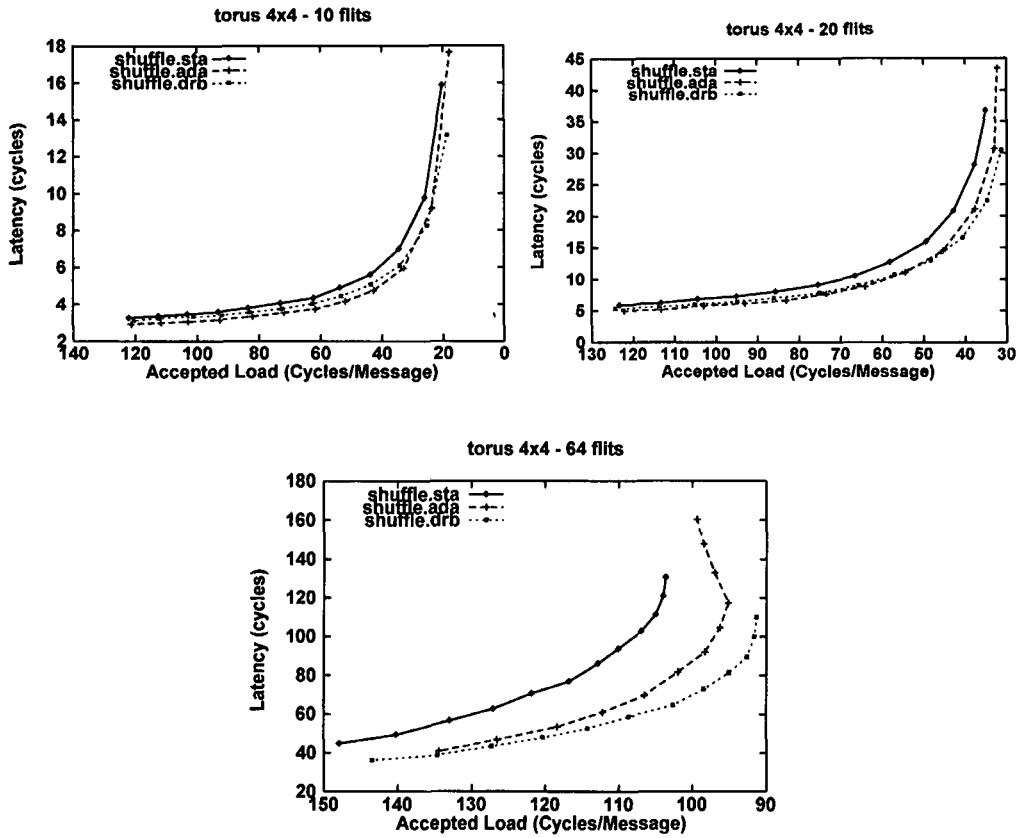 torus 4x4 - 10 flits
18
16
14
12
10
8
6
4
2
Latency (cycles)
shuffle.sta
shuffle.ada
shuffle.drb
140 120 100 80 60 40 20 0
Accepted Load (Cycles/Message)
torus 4x4 - 20 flits
45
40
35
30
25
20
15
10
5
0
Latency (cycles)
shuffle.sta
shuffle.ada
shuffle.drb
130 120 110 100 90 80 70 60 50 40 30
Accepted Load (Cycles/Message)
torus 4x4 - 64 flits
180
160
140
120
100
80
60
40
20
Latency (cycles)
shuffle.sta
shuffle.ada
shuffle.drb
150 140 130 120 110 100 90
Accepted Load (Cycles/Message)